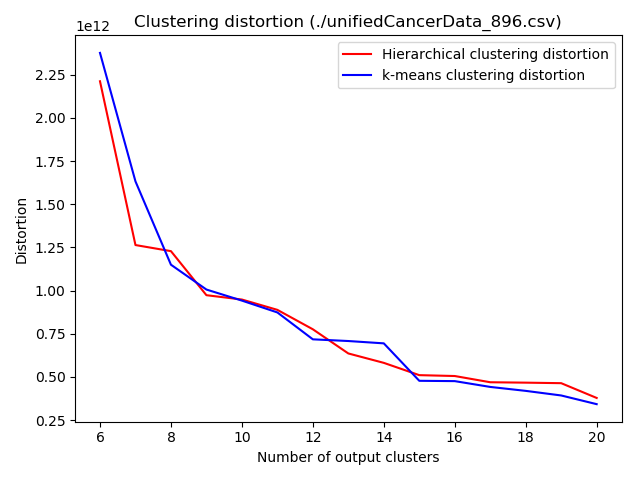 Clustering distortion (./unifiedCancerData_896.csv)
1e12
Hierarchical clustering distortion
k-means clustering distortion
2.25
2.00
1.75
1.50
1.25
1.00
0.75
0.50
0.25
Distortion
6 8 10 12 14 16 18 20
Number of output clusters